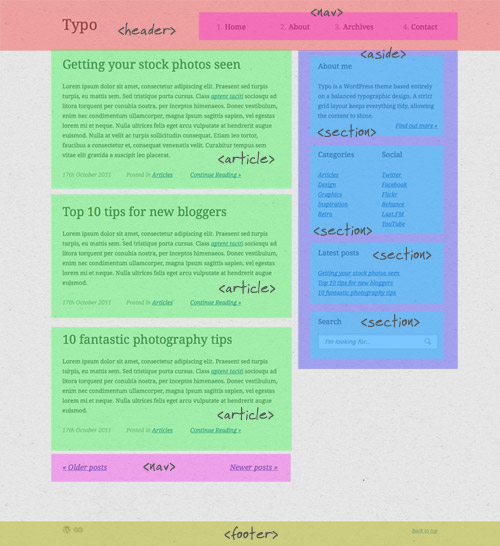 Typo
<header>
<nav>
1. Home 2. About 3. Archives 4. Contact
Getting your stock photos seen
Lorem ipsum dolor sit amet, consectetur adipiscing elit. Praesent sed turpis
turpis, eu mattis sem. Sed tristique porta cursus. Class aptent taciti sociosqu ad
litora torquent per conubia nostra, per inceptos himenaeos. Donec vestibulum,
enim nec condimentum ullamcorper, magna ipsum sagittis sapien, vel egestas
lorem mi et neque. Nulla ultrices felis eget arcu vulputate ut bibendum massa
euismod. Nulla at velit at turpis sollicitudin consequat. Etiam leo tortor,
faucibus a consectetur et, consequat venenatis velit. Curabitur tempus sem
vitae elit gravida a suscipit leo placerat.
<article>
17th October 2011 Posted in Articles Continue Reading »
Top 10 tips for new bloggers
Lorem ipsum dolor sit amet, consectetur adipiscing elit. Praesent sed turpis
turpis, eu mattis sem. Sed tristique porta cursus. Class aptent taciti sociosqu ad
litora torquent per conubia nostra, per inceptos himenaeos. Donec vestibulum,
enim nec condimentum ullamcorper, magna ipsum sagittis sapien, vel egestas
lorem mi et neque. Nulla ultrices felis eget arcu vulputate ut bibendum massa
euismod.
<article>
17th October 2011 Posted in Articles Continue Reading »
10 fantastic photography tips
Lorem ipsum dolor sit amet, consectetur adipiscing elit. Praesent sed turpis
turpis, eu mattis sem. Sed tristique porta cursus. Class aptent taciti sociosqu ad
litora torquent per conubia nostra, per inceptos himenaeos. Donec vestibulum,
enim nec condimentum ullamcorper, magna ipsum sagittis sapien, vel egestas
lorem mi et neque. Nulla ultrices felis eget arcu vulputate ut bibendum massa
euismod.
<article>
17th October 2011 Posted in Articles Continue Reading »
« Older posts <nav> Newer posts »
<aside>
About me
Typo is a WordPress theme based entirely
on a balanced typographic design. A strict
grid layout keeps everything tidy, allowing
the content to shine.
Find out more »
<section>
Categories Social
Articles Twitter
Design Facebook
Graphics Flickr
Inspiration Behance
Retro Last.FM
YouTube
<section>
Latest posts <section>
Getting your stock photos seen
Top 10 tips for new bloggers
10 fantastic photography tips
Search <section>
I'm looking for...
<footer>
Back to top